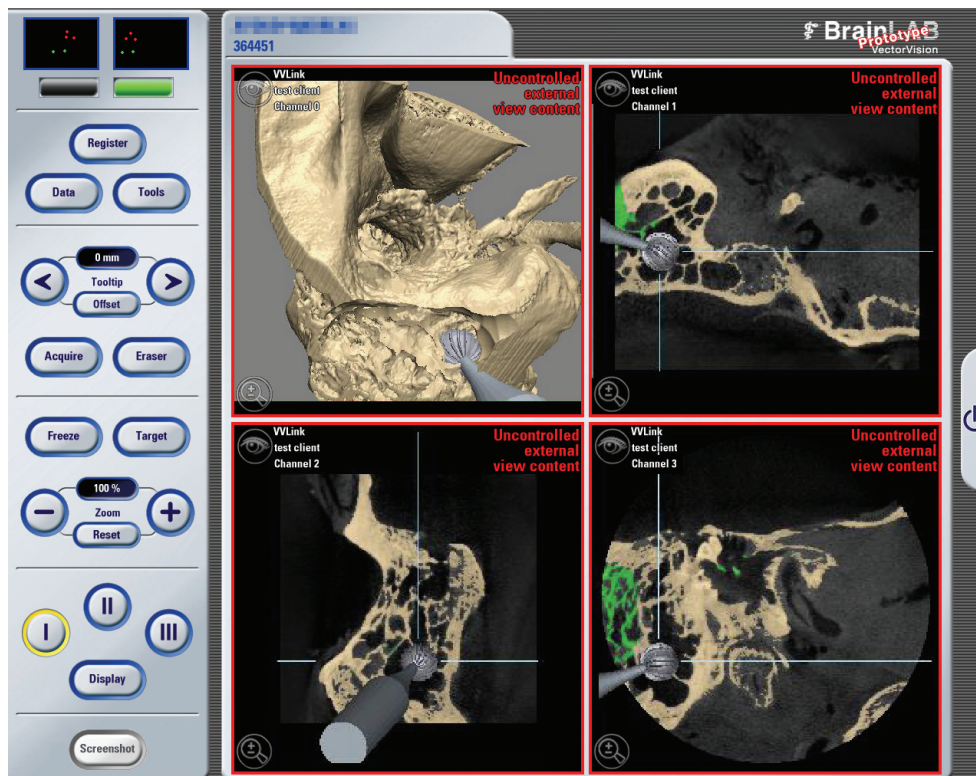 364451
BrainLAB
Prototype
VectorVision
Register
Data
Tools
0 mm
Tooltip
Offset
Acquire
Eraser
Freeze
Target
100 %
Zoom
Reset
I
II
III
Display
Screenshot
VVLink
test client
Channel 0
Uncontrolled
external
view content
VVLink
test client
Channel 1
Uncontrolled
external
view content
VVLink
test client
Channel 2
Uncontrolled
external
view content
VVLink
test client
Channel 3
Uncontrolled
external
view content